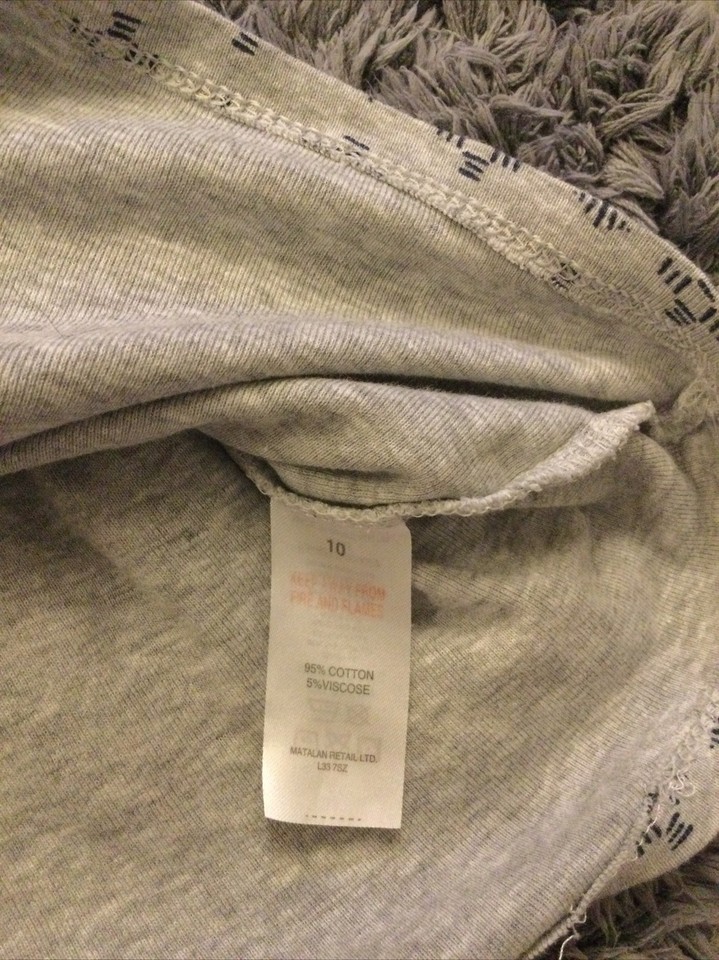 10
KEEP AWAY FROM
FIRE AND FLAMES
95% COTTON
5%VISCOSE
MATALAN RETAIL LTD.
L33 7SZ